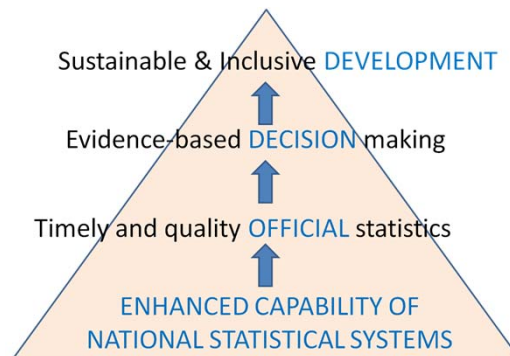 Sustainable & Inclusive DEVELOPMENT
Evidence-based DECISION making
Timely and quality OFFICIAL statistics
ENHANCED CAPABILITY OF
NATIONAL STATISTICAL SYSTEMS